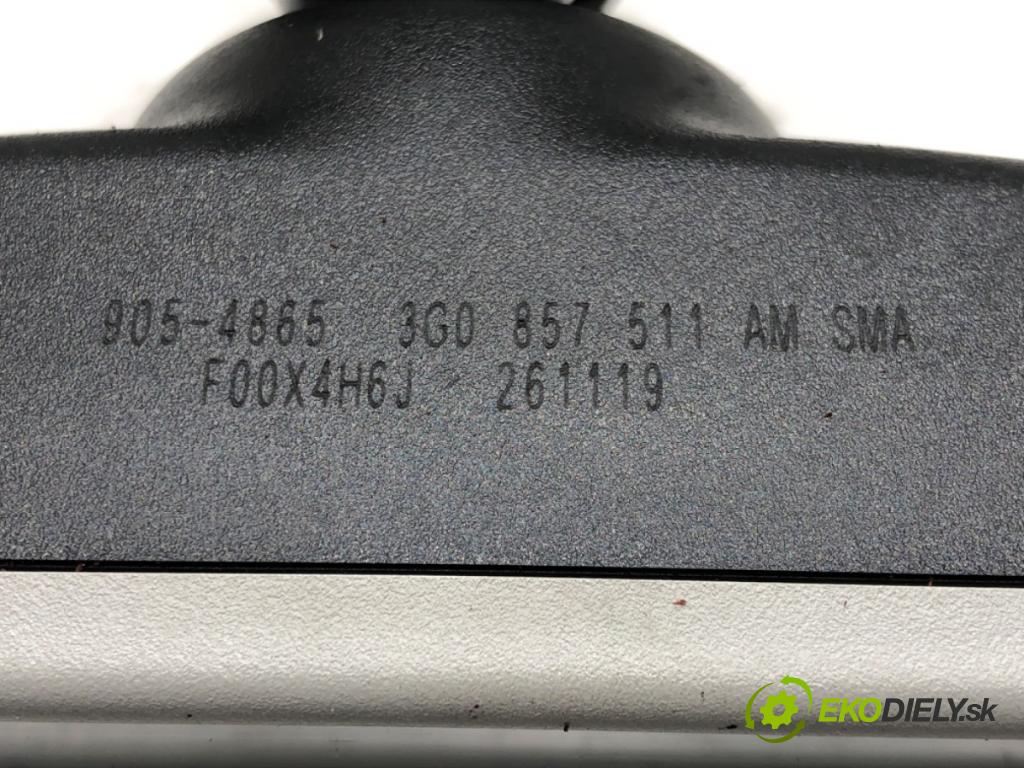 905-4865 3G0 857 511 AM SMA
F00X4H6J 261119
EKODIELY.sk